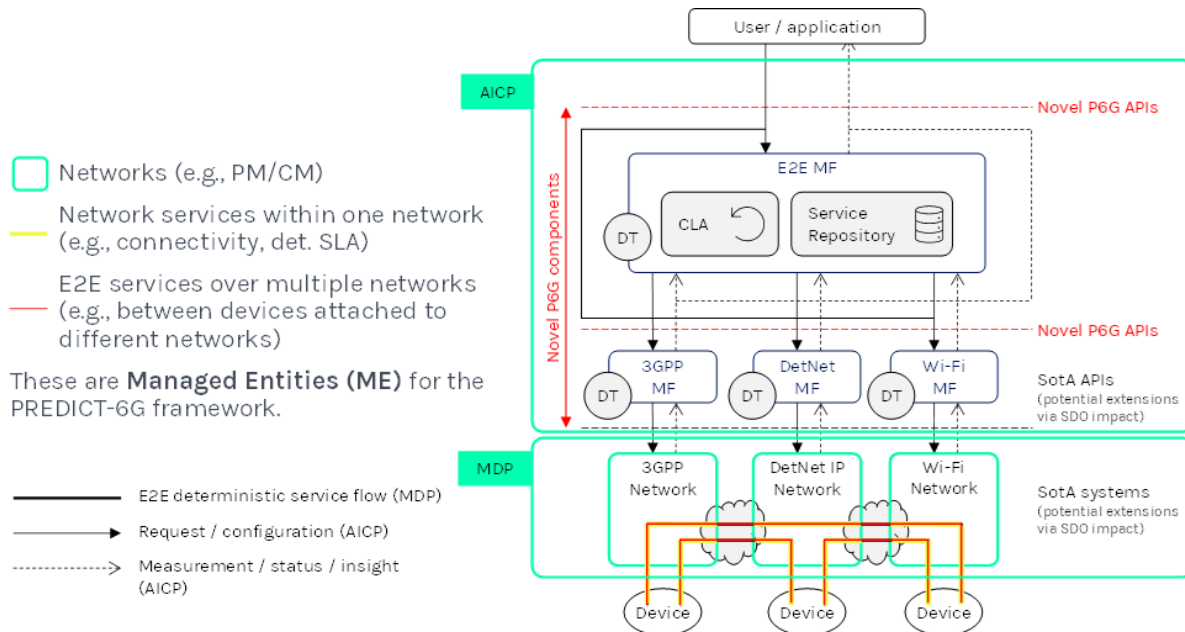 User / application
AICP
Novel P6G APIs
Networks (e.g., PM/CM)
Network services within one network
(e.g., connectivity, det. SLA)
E2E services over multiple networks
(e.g., between devices attached to
different networks)
These are Managed Entities (ME) for the
PREDICT-6G framework.
E2E deterministic service flow (MDP)
Request / configuration (AICP)
Measurement / status / insight
(AICP)
Novel P6G components
E2E MF
DT
CLA
Service
Repository
Novel P6G APIs
3GPP
MF
DT
DetNet
MF
DT
Wi-Fi
MF
DT
SotA APIs
(potential extensions
via SDO impact)
MDP
3GPP
Network
DetNet IP
Network
Wi-Fi
Network
SotA systems
(potential extensions
via SDO impact)
Device
Device
Device